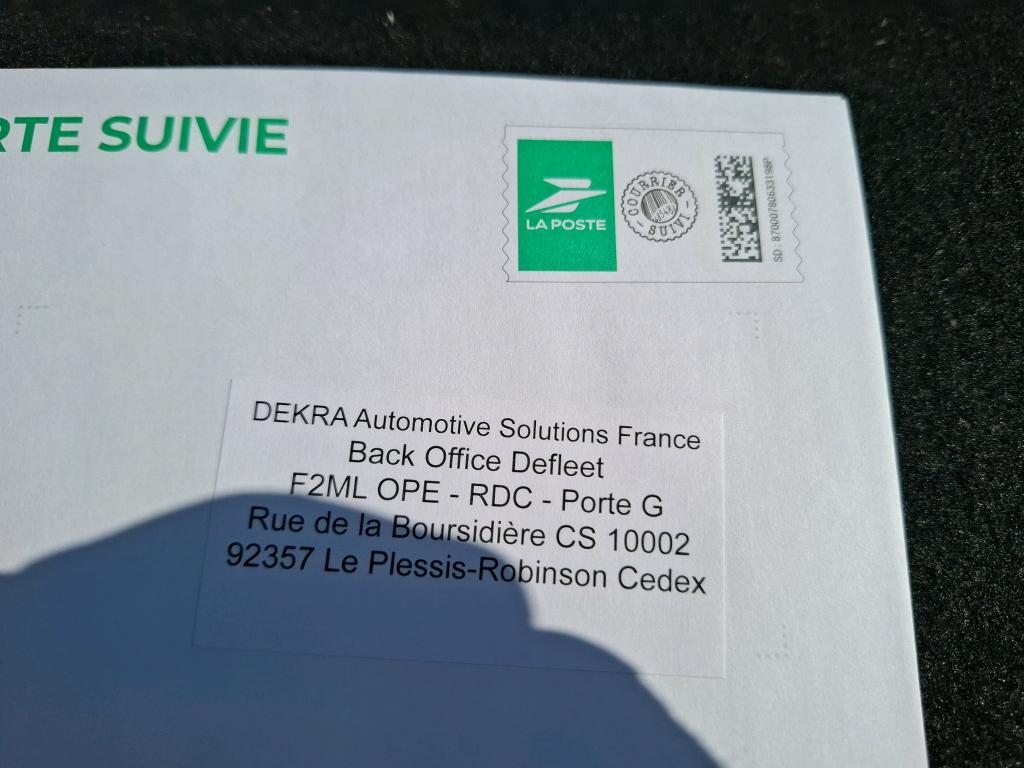 RTE SUIVIE
LA POSTE
COURRIER
SUIVI
SD : 87000780633198P
DEKRA Automotive Solutions France
Back Office Defleet
F2ML OPE - RDC - Porte G
Rue de la Boursidière CS 10002
92357 Le Plessis-Robinson Cedex